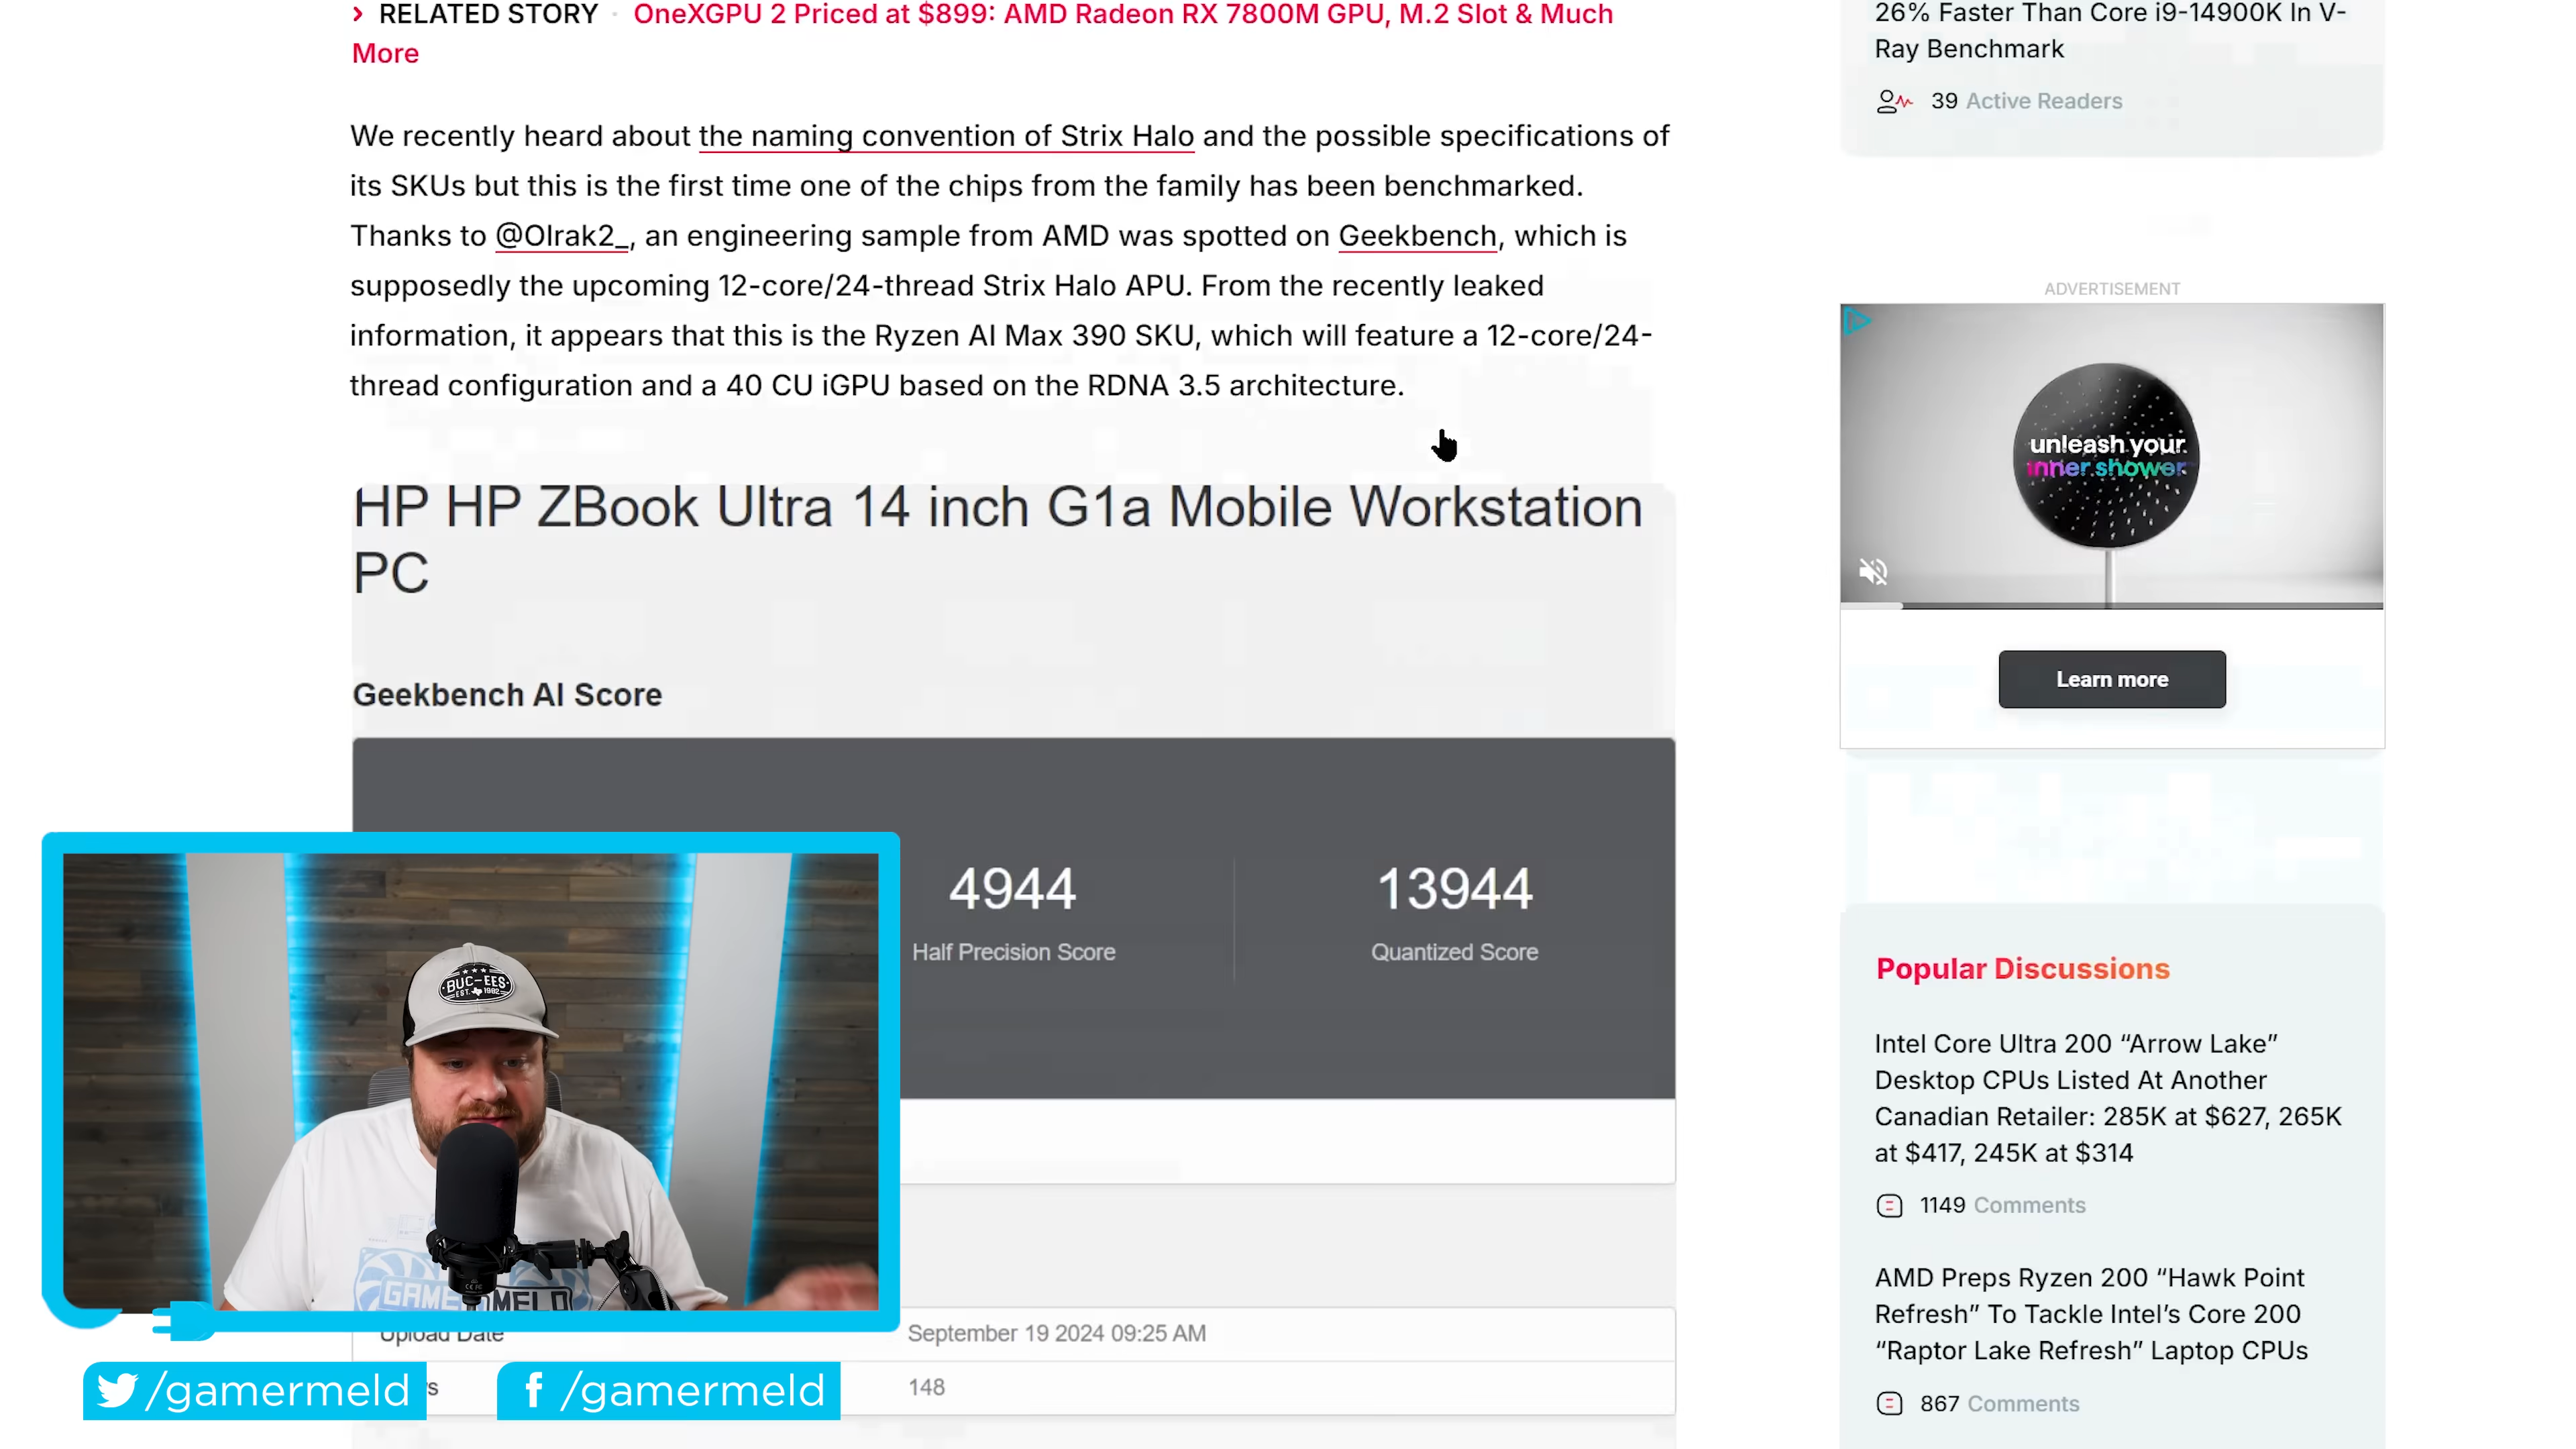 › RELATED STORY · OneXGPU 2 Priced at $899: AMD Radeon RX 7800M GPU, M.2 Slot & Much
More
We recently heard about the naming convention of Strix Halo and the possible specifications of
its SKUs but this is the first time one of the chips from the family has been benchmarked.
Thanks to @OIrak2_, an engineering sample from AMD was spotted on Geekbench, which is
supposedly the upcoming 12-core/24-thread Strix Halo APU. From the recently leaked
information, it appears that this is the Ryzen AI Max 390 SKU, which will feature a 12-core/24-
thread configuration and a 40 CU iGPU based on the RDNA 3.5 architecture.
HP HP ZBook Ultra 14 inch G1a Mobile Workstation
PC
Geekbench AI Score
4944
Half Precision Score
13944
Quantized Score
Upload Date
September 19 2024 09:25 AM
148
BUC-EES
EST. 1982
GAMERMELD
/gamermeld
/gamermeld
26% Faster Than Core i9-14900K In V-
Ray Benchmark
39 Active Readers
ADVERTISEMENT
unleash your
inner shower
Learn more
Popular Discussions
Intel Core Ultra 200 “Arrow Lake”
Desktop CPUs Listed At Another
Canadian Retailer: 285K at $627, 265K
at $417, 245K at $314
1149 Comments
AMD Preps Ryzen 200 “Hawk Point
Refresh” To Tackle Intel’s Core 200
“Raptor Lake Refresh” Laptop CPUs
867 Comments